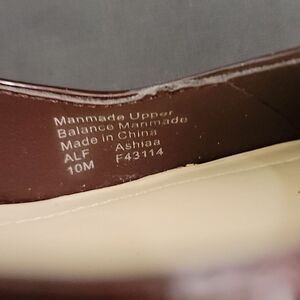 Manmade Upper
Balance Manmade
Made in China
ALF Ashiaa
10M F43114